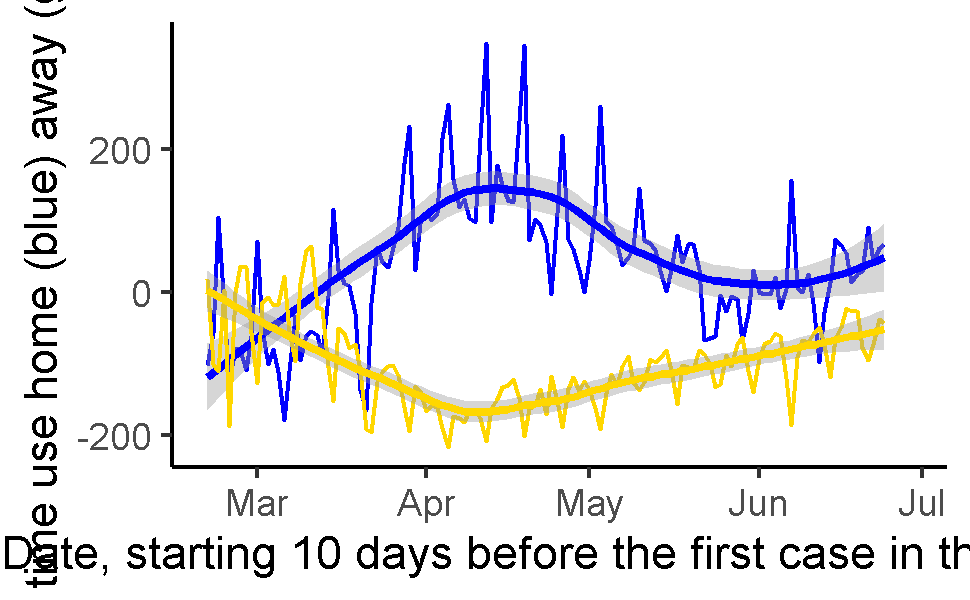 time use home (blue) away (
200
0
-200
Mar Apr May Jun Jul
Date, starting 10 days before the first case in th